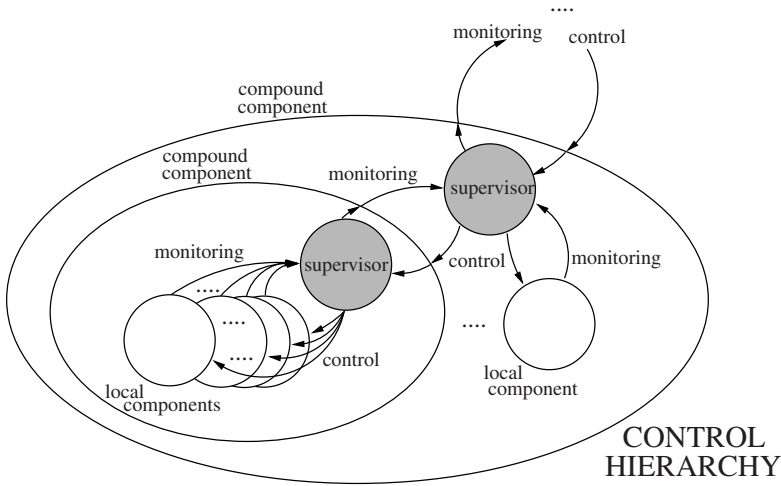 ....
monitoring
control
compound
component
compound
component
monitoring
supervisor
monitoring
supervisor
control
monitoring
....
....
....
....
control
local
components
local
component
CONTROL
HIERARCHY